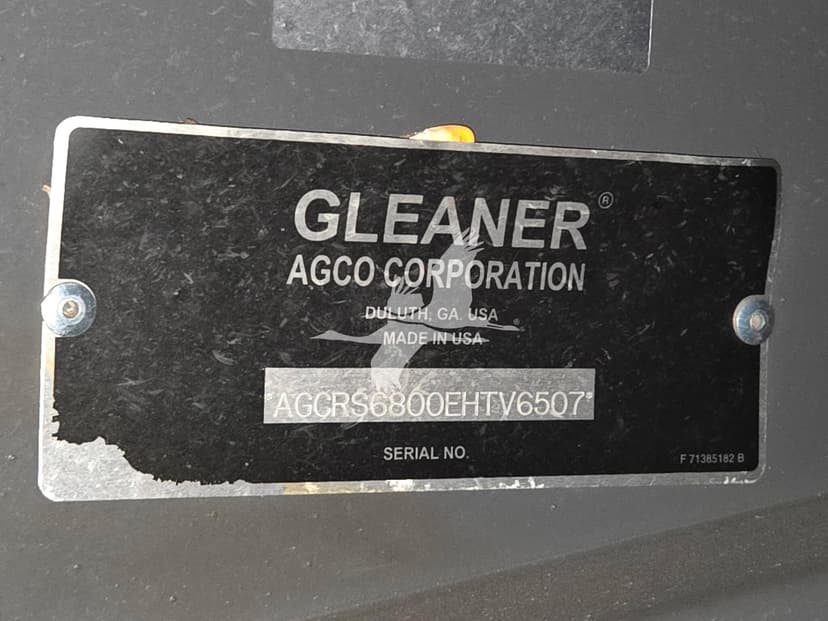 GLEANER®
AGCO CORPORATION
DULUTH, GA. USA
MADE IN USA
*AGCRS6800EHTV6507*
SERIAL NO.
F 71385182 B